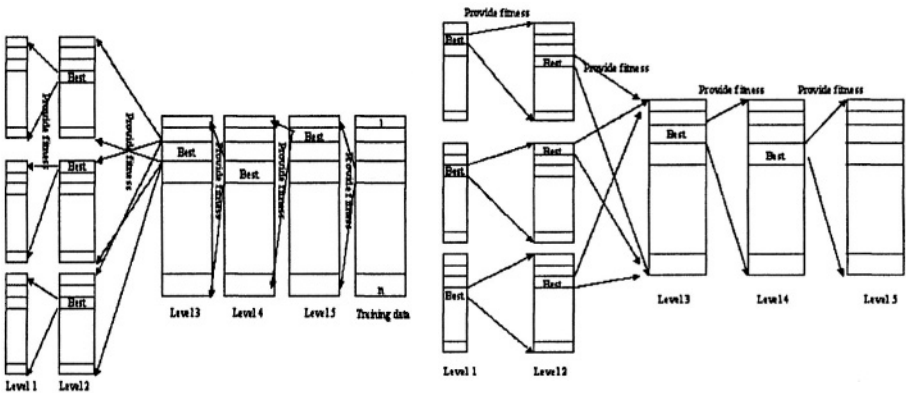 Best
Provide fitness
Provide fitness
Best
Best
Best
Provide fitness
Best
Provide fitness
Best
Provide Fitness
1
n
Level 3
Level 4
Level 5
Training data
Level 1
Level 2
Provide fitness
Best
Best
Provide fitness
Provide fitness
Provide fitness
Best
Best
Best
Best
Best
Best
Level 3
Level 4
Level 5
Level 1
Level 2